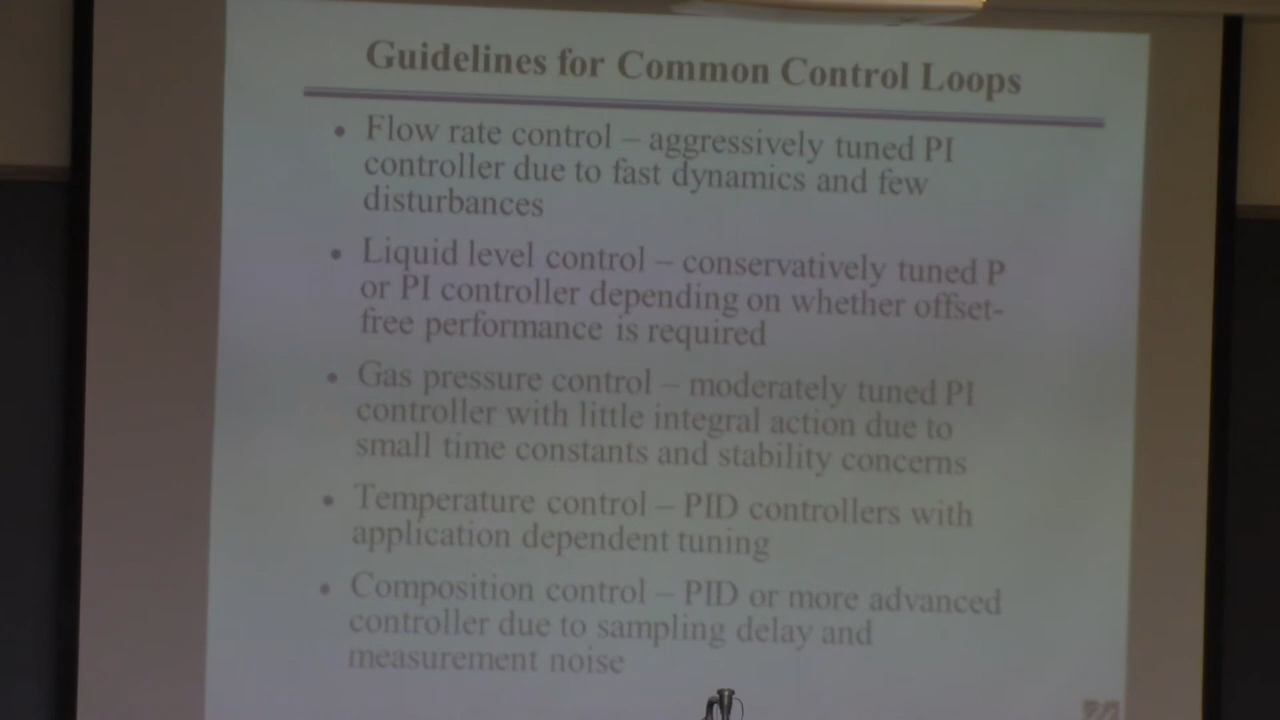 Guidelines for Common Control Loops
• Flow rate control – aggressively tuned PI
controller due to fast dynamics and few
disturbances
• Liquid level control – conservatively tuned P
or PI controller depending on whether offset-
free performance is required
• Gas pressure control – moderately tuned PI
controller with little integral action due to
small time constants and stability concerns
• Temperature control – PID controllers with
application dependent tuning
• Composition control – PID or more advanced
controller due to sampling delay and
measurement noise